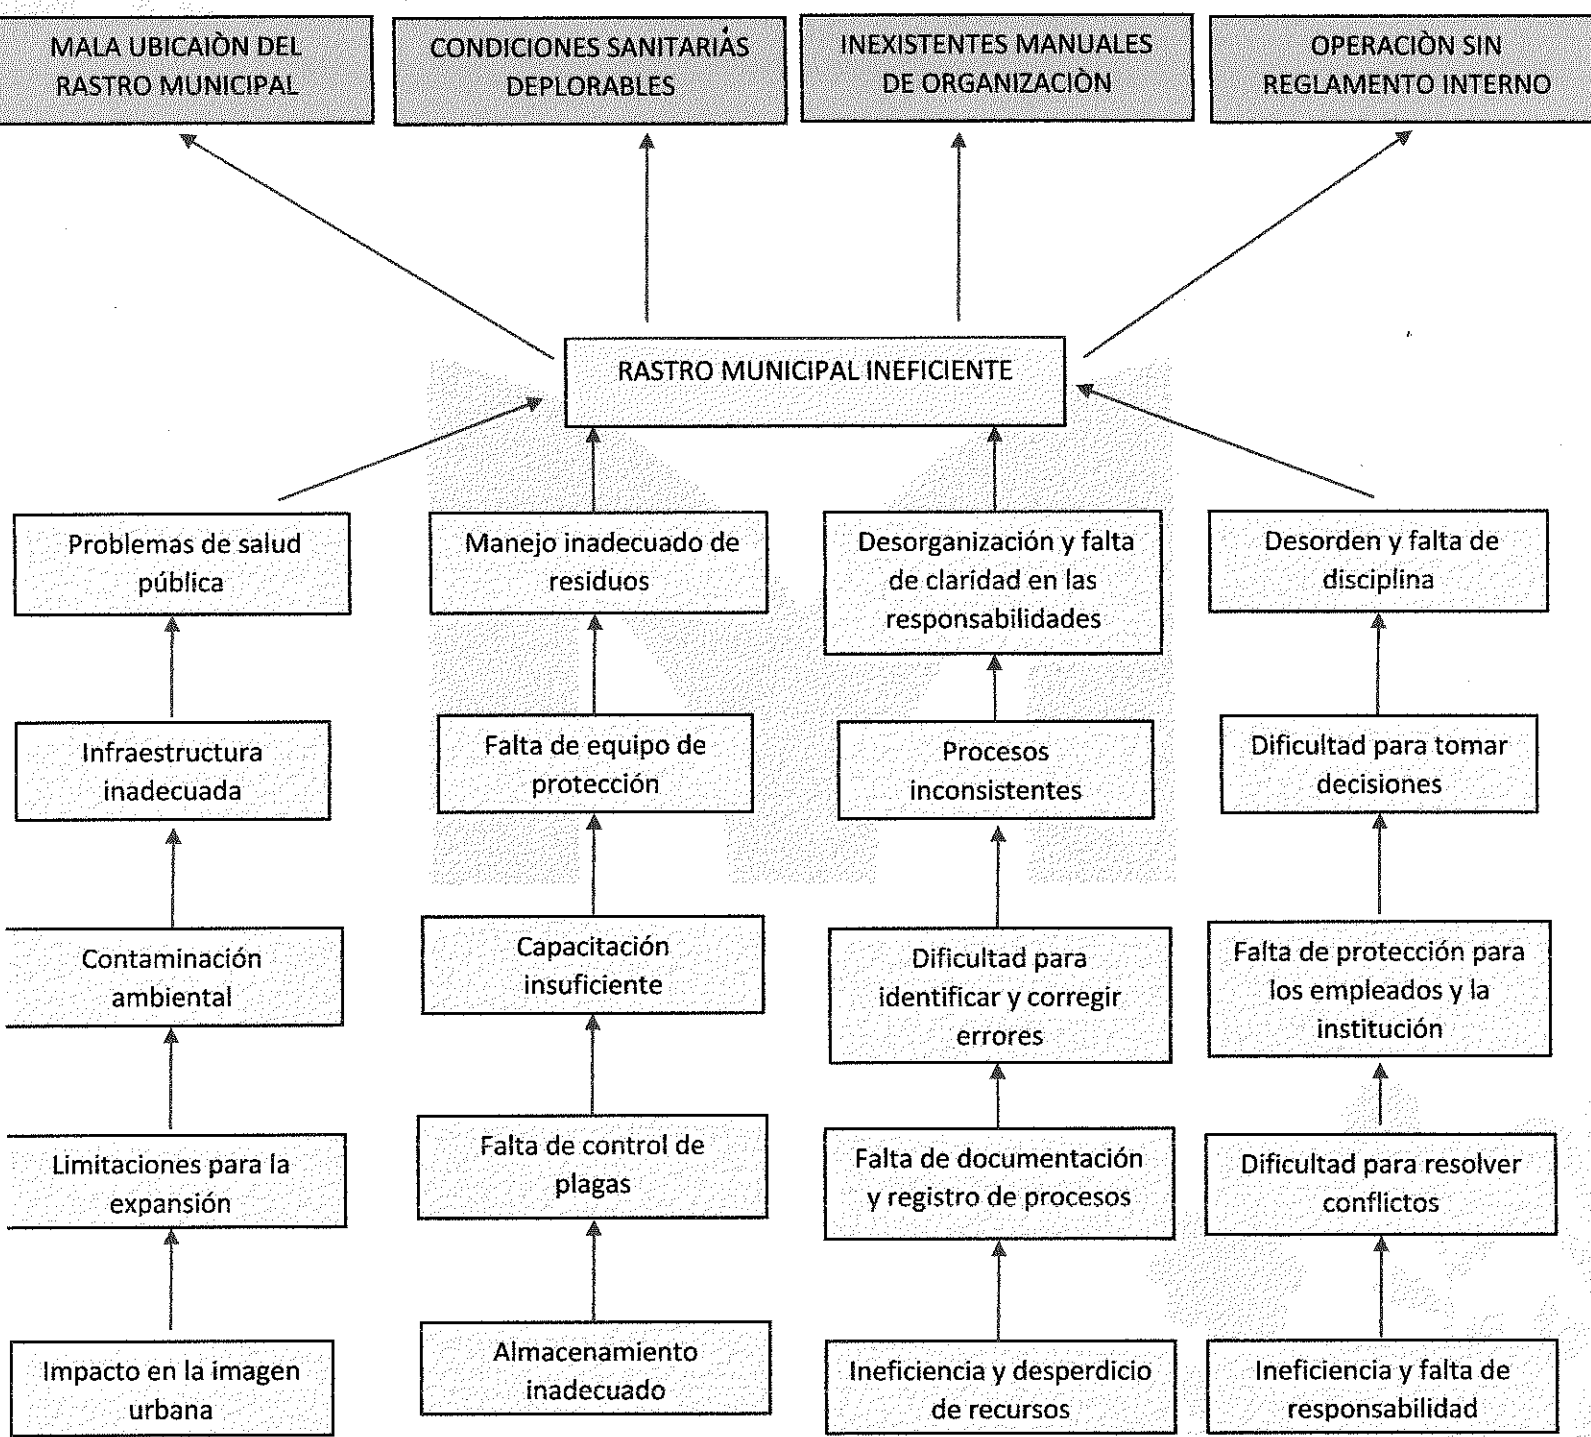 MALA UBICAIÒN DEL
RASTRO MUNICIPAL
CONDICIONES SANITARIAS
DEPLORABLES
INEXISTENTES MANUALES
DE ORGANIZACIÒN
OPERACIÒN SIN
REGLAMENTO INTERNO
RASTRO MUNICIPAL INEFICIENTE
Problemas de salud
pública
Manejo inadecuado de
residuos
Desorganización y falta
de claridad en las
responsabilidades
Desorden y falta de
disciplina
Infraestructura
inadecuada
Falta de equipo de
protección
Procesos
inconsistentes
Dificultad para tomar
decisiones
Contaminación
ambiental
Capacitación
insuficiente
Dificultad para
identificar y corregir
errores
Falta de protección para
los empleados y la
institución
Limitaciones para la
expansión
Falta de control de
plagas
Falta de documentación
y registro de procesos
Dificultad para resolver
conflictos
Impacto en la imagen
urbana
Almacenamiento
inadecuado
Ineficiencia y desperdicio
de recursos
Ineficiencia y falta de
responsabilidad